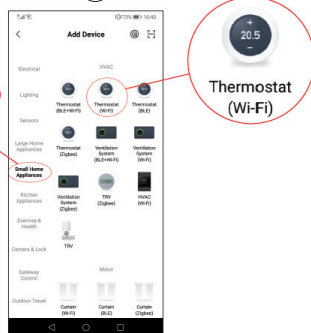 73% 10:43
Add Device
Electrical
HVAC
Lighting
Thermostat
(BLE+Wi-Fi)
Thermostat
(Wi-Fi)
Thermostat
(BLE)
Sensors
Large Home
Appliances
Thermostat
(Zigbee)
Ventilation
System
(BLE+Wi-Fi)
Ventilation
System
(Wi-Fi)
Small Home
Appliances
Kitchen
Appliances
Ventilation
System
(Zigbee)
TRV
(Zigbee)
HVAC
(Wi-Fi)
Exercise &
Health
TRV
Camera & Lock
Gateway
Control
Motor
Outdoor Travel
Curtain
(Wi-Fi)
Curtain
(BLE)
Curtain
(Zigbee)
+
20.5
−
Thermostat
(Wi-Fi)